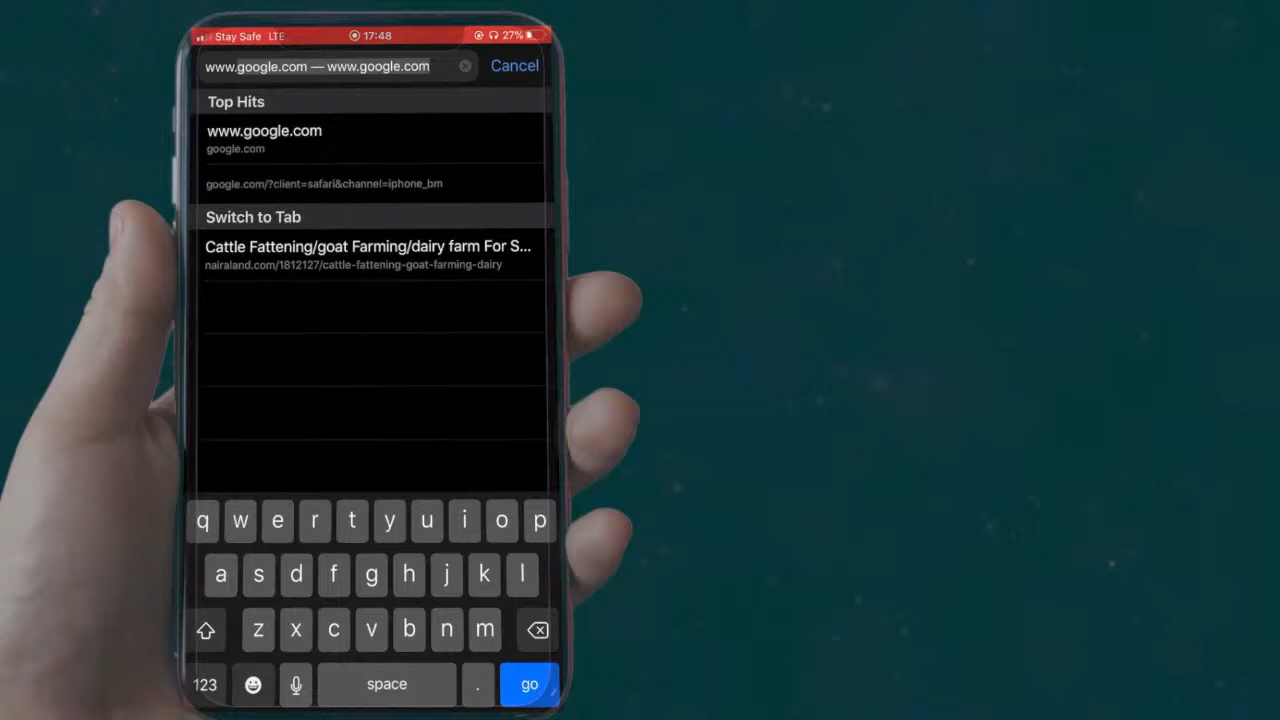 Stay Safe LTE 17:48 27%
www.google.com — www.google.com Cancel
Top Hits
www.google.com
google.com
google.com/?client=safari&channel=iphone_bm
Switch to Tab
Cattle Fattening/goat Farming/dairy farm For S...
nairaland.com/1812127/cattle-fattening-goat-farming-dairy
q w e r t y u i o p
a s d f g h j k l
z x c v b n m
123 space . go